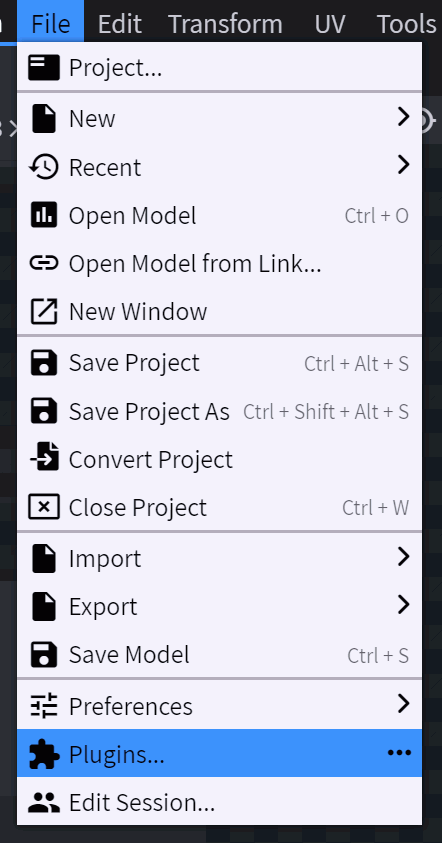 File Edit Transform UV Tools
Project...
New
Recent
Open Model Ctrl + O
Open Model from Link...
New Window
Save Project Ctrl + Alt + S
Save Project As Ctrl + Shift + Alt + S
Convert Project
Close Project Ctrl + W
Import
Export
Save Model Ctrl + S
Preferences
Plugins...
Edit Session...